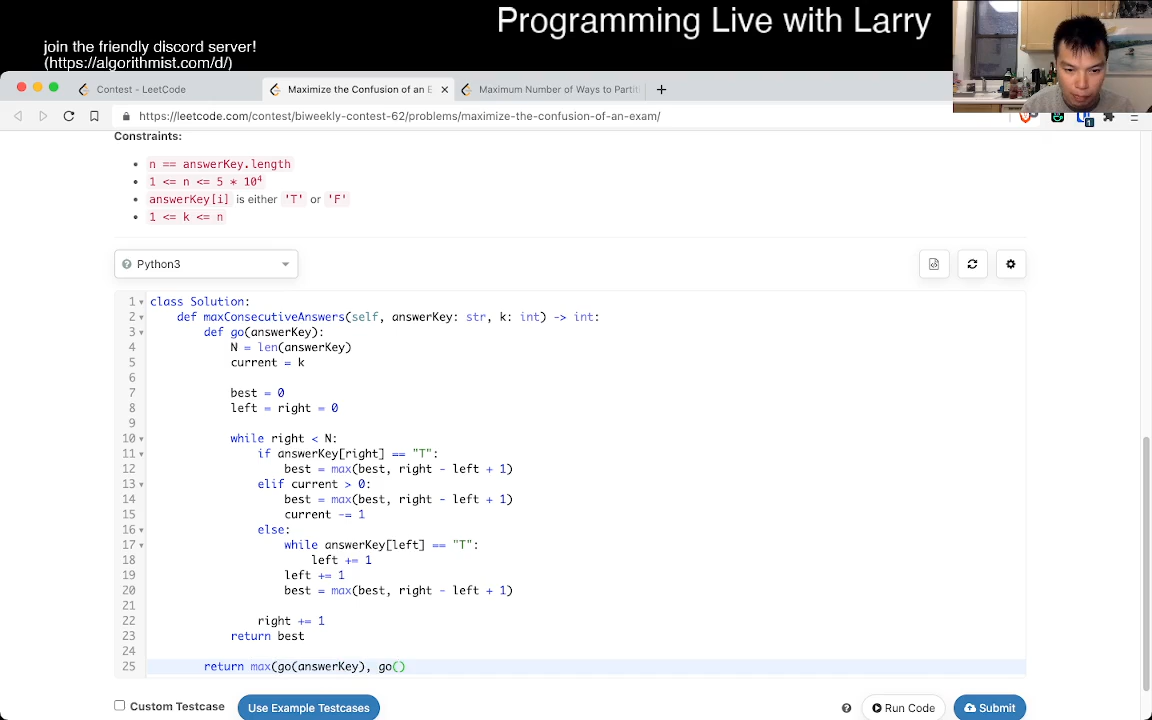 Programming Live with Larry
join the friendly discord server!
(https://algorithmist.com/d/)
Contest - LeetCode
Maximize the Confusion of an E
Maximum Number of Ways to Parti
https://leetcode.com/contest/biweekly-contest-62/problems/maximize-the-confusion-of-an-exam/
1
Constraints:
• n == answerKey.length
• 1 <= n <= 5 * 10⁴
• answerKey[i] is either 'T' or 'F'
• 1 <= k <= n
Python3
1 class Solution:
2 def maxConsecutiveAnswers(self, answerKey: str, k: int) -> int:
3 def go(answerKey):
4 N = len(answerKey)
5 current = k
6
7 best = 0
8 left = right = 0
9
10 while right < N:
11 if answerKey[right] == "T":
12 best = max(best, right - left + 1)
13 elif current > 0:
14 best = max(best, right - left + 1)
15 current -= 1
16 else:
17 while answerKey[left] == "T":
18 left += 1
19 left += 1
20 best = max(best, right - left + 1)
21
22 right += 1
23 return best
24
25 return max(go(answerKey), go()
Custom Testcase
Use Example Testcases
Run Code
Submit